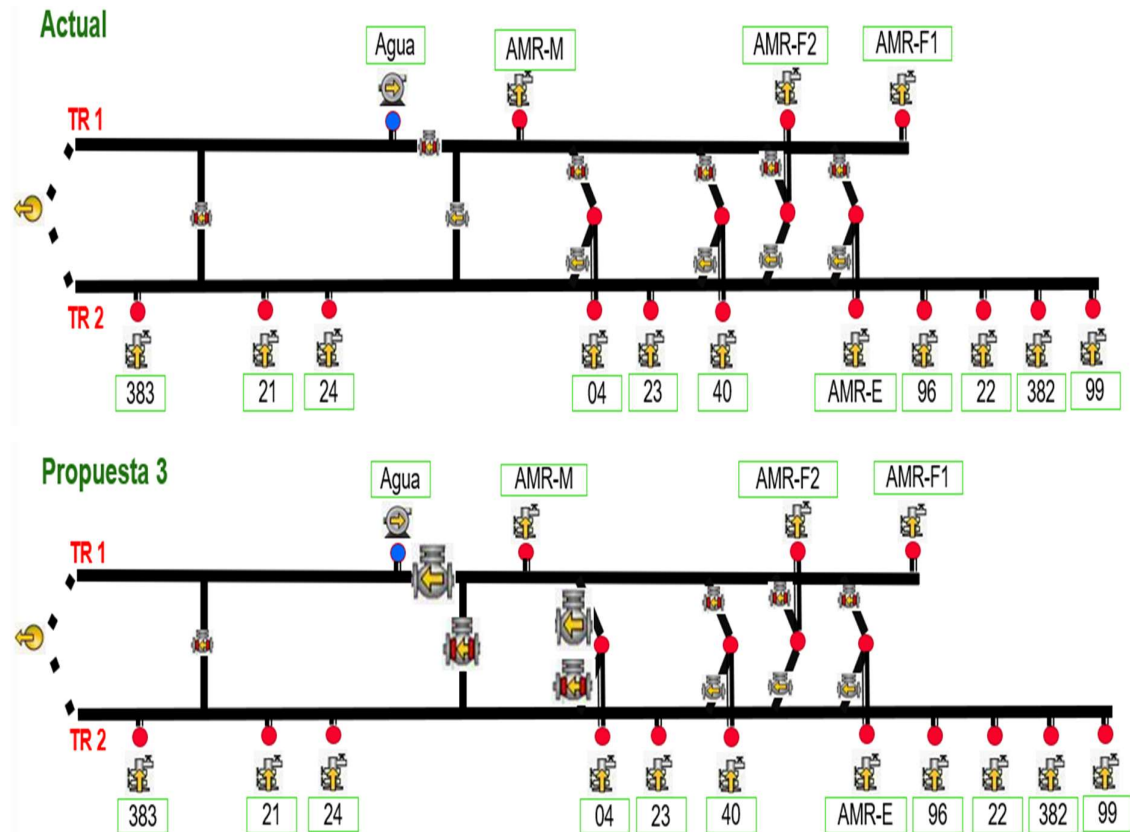 Actual
Agua
AMR-M
AMR-F2
AMR-F1
TR 1
TR 2
383
21
24
04
23
40
AMR-E
96
22
382
99
Propuesta 3
Agua
AMR-M
AMR-F2
AMR-F1
TR 1
TR 2
383
21
24
04
23
40
AMR-E
96
22
382
99